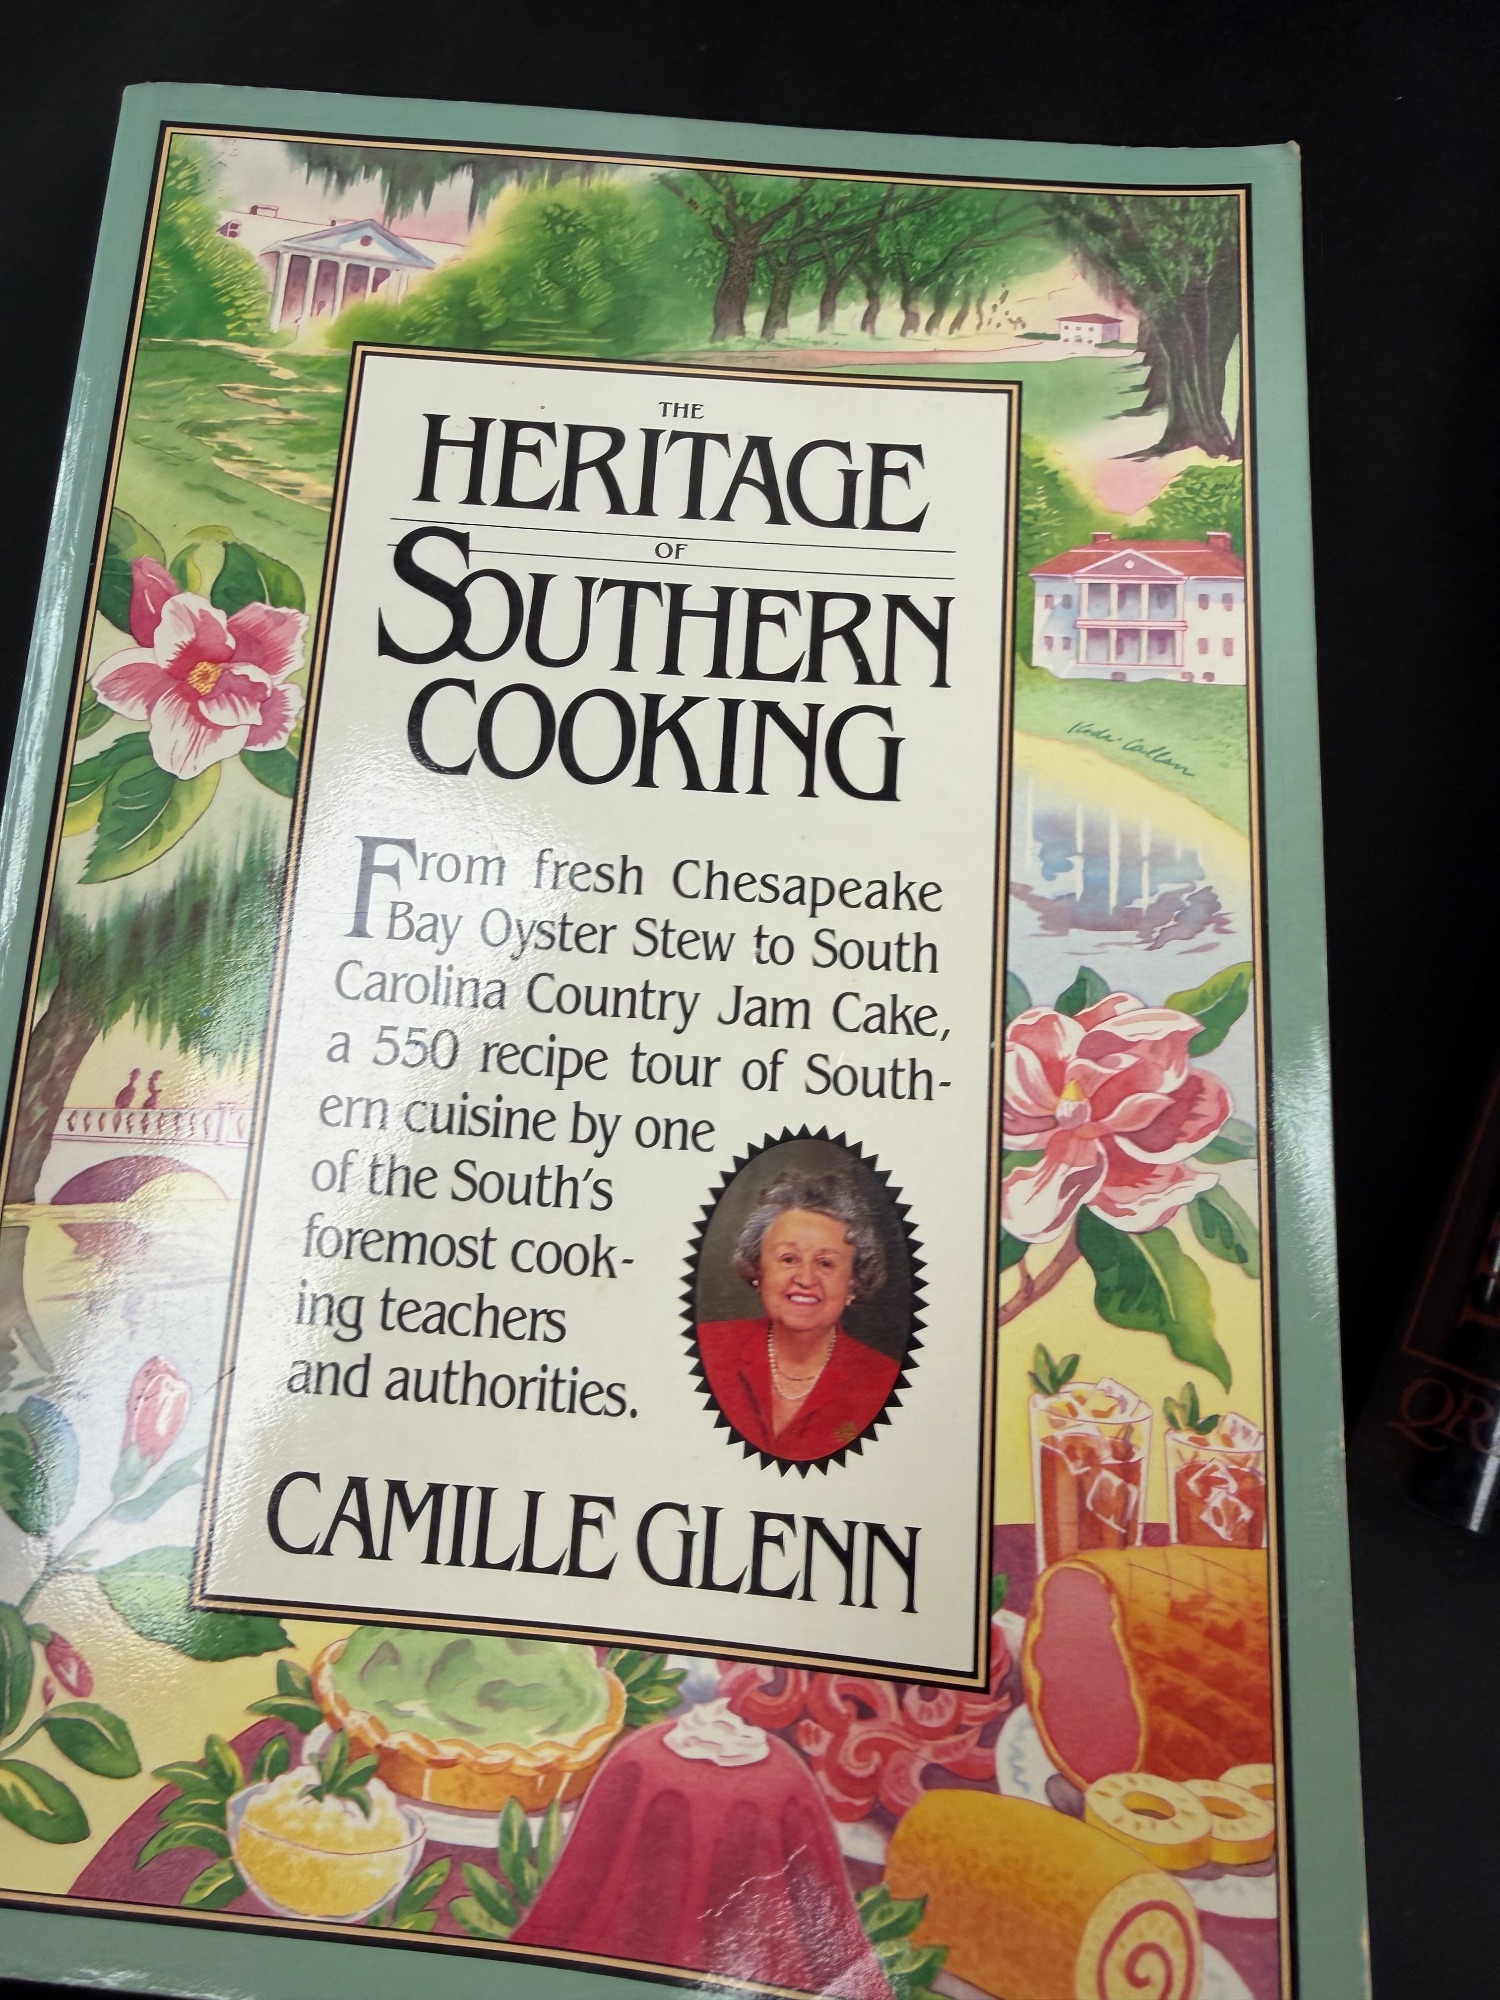 THE
HERITAGE
OF
SOUTHERN
COOKING
From fresh Chesapeake
Bay Oyster Stew to South
Carolina Country Jam Cake,
a 550 recipe tour of South-
ern cuisine by one
of the South's
foremost cook-
ing teachers
and authorities.
CAMILLE GLENN